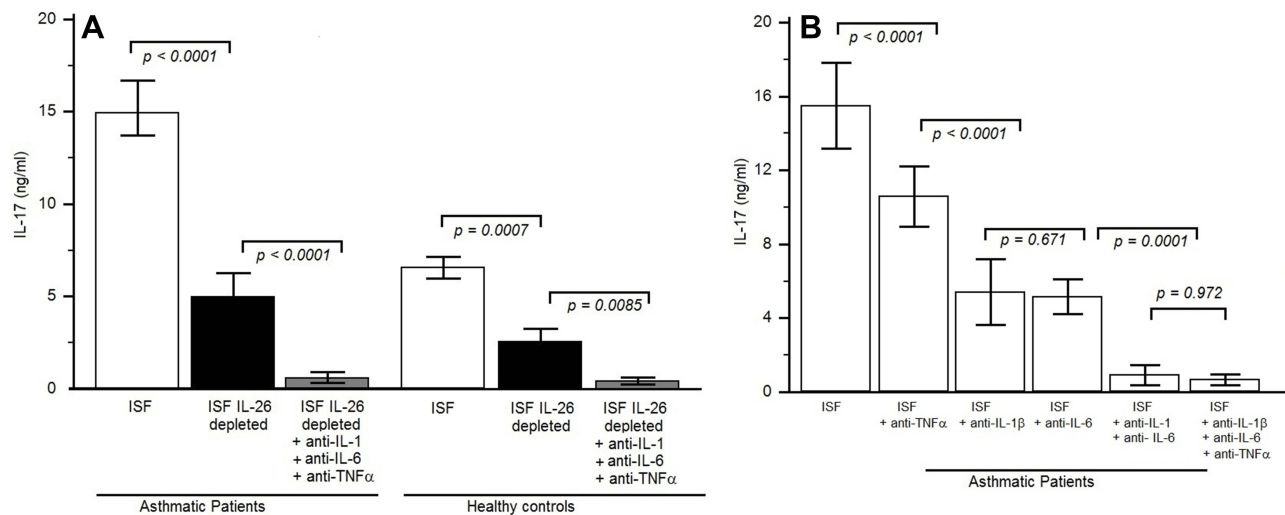 A
20
15
10
5
0
IL-17 (ng/ml)
p < 0.0001
p < 0.0001
p = 0.0007
p = 0.0085
ISF
ISF IL-26
depleted
ISF IL-26
depleted
+ anti-IL-1
+ anti-IL-6
+ anti-TNFα
ISF
ISF IL-26
depleted
ISF IL-26
depleted
+ anti-IL-1
+ anti-IL-6
+ anti-TNFα
Asthmatic Patients
Healthy controls
B
20
16
12
8
4
0
IL-17 (ng/ml)
p < 0.0001
p < 0.0001
p = 0.671
p = 0.0001
p = 0.972
ISF
ISF
+ anti-TNFα
ISF
+ anti-IL-1β
ISF
+ anti-IL-6
ISF
+ anti-IL-1
+ anti- IL-6
ISF
+ anti-IL-1β
+ anti-IL-6
+ anti-TNFα
Asthmatic Patients